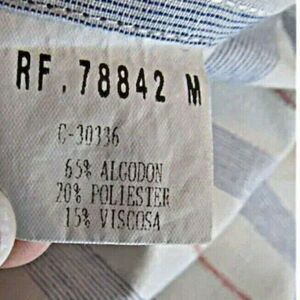 RF. 78842 M
C-30336
65% ALGODON
20% POLIESTER
15% VISCOSA